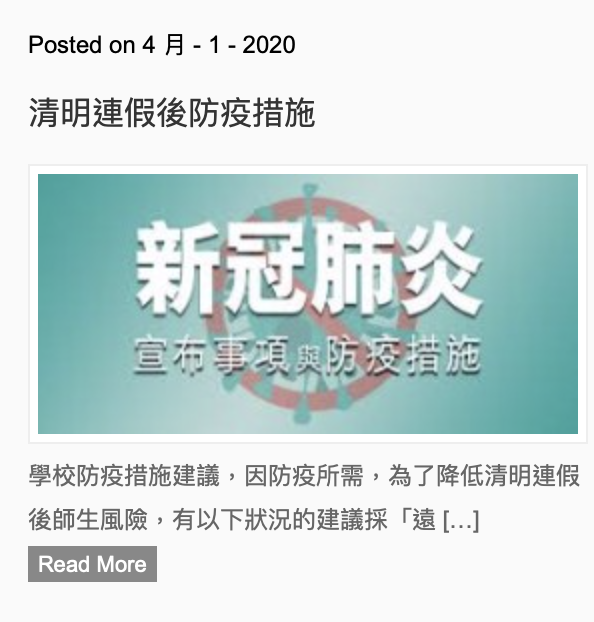 Posted on 4 月 - 1 - 2020
清明連假後防疫措施
新冠肺炎
宣布事項與防疫措施
學校防疫措施建議，因防疫所需，為了降低清明連假
後師生風險，有以下狀況的建議採「遠 [...]
Read More